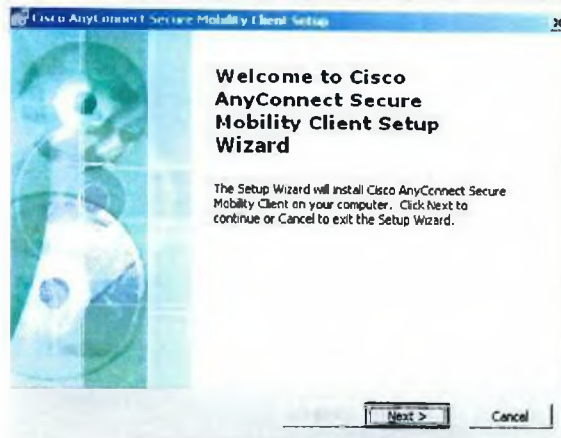 Cisco AnyConnect Secure Mobility Client Setup
Welcome to Cisco
AnyConnect Secure
Mobility Client Setup
Wizard
The Setup Wizard will install Cisco AnyConnect Secure
Mobility Client on your computer. Click Next to
continue or Cancel to exit the Setup Wizard.
Next >
Cancel